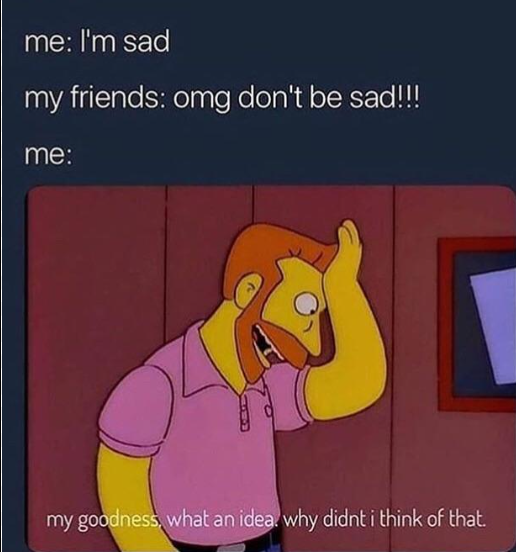 me: I'm sad
my friends: omg don't be sad!!!
me:
my goodness, what an idea. why didnt i think of that.